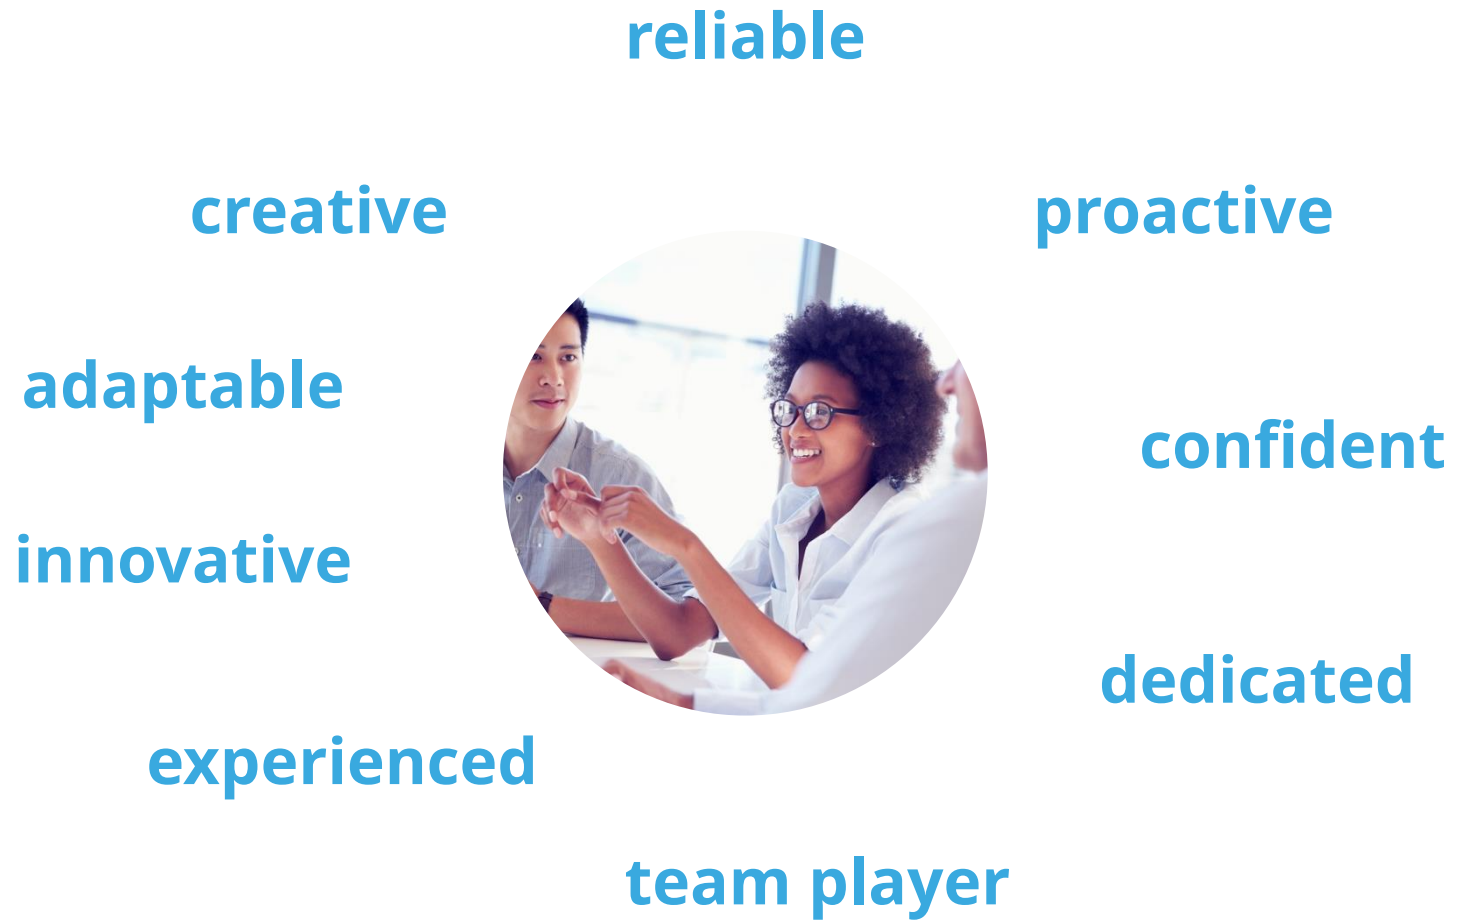 reliable
creative
proactive
adaptable
confident
innovative
dedicated
experienced
team player